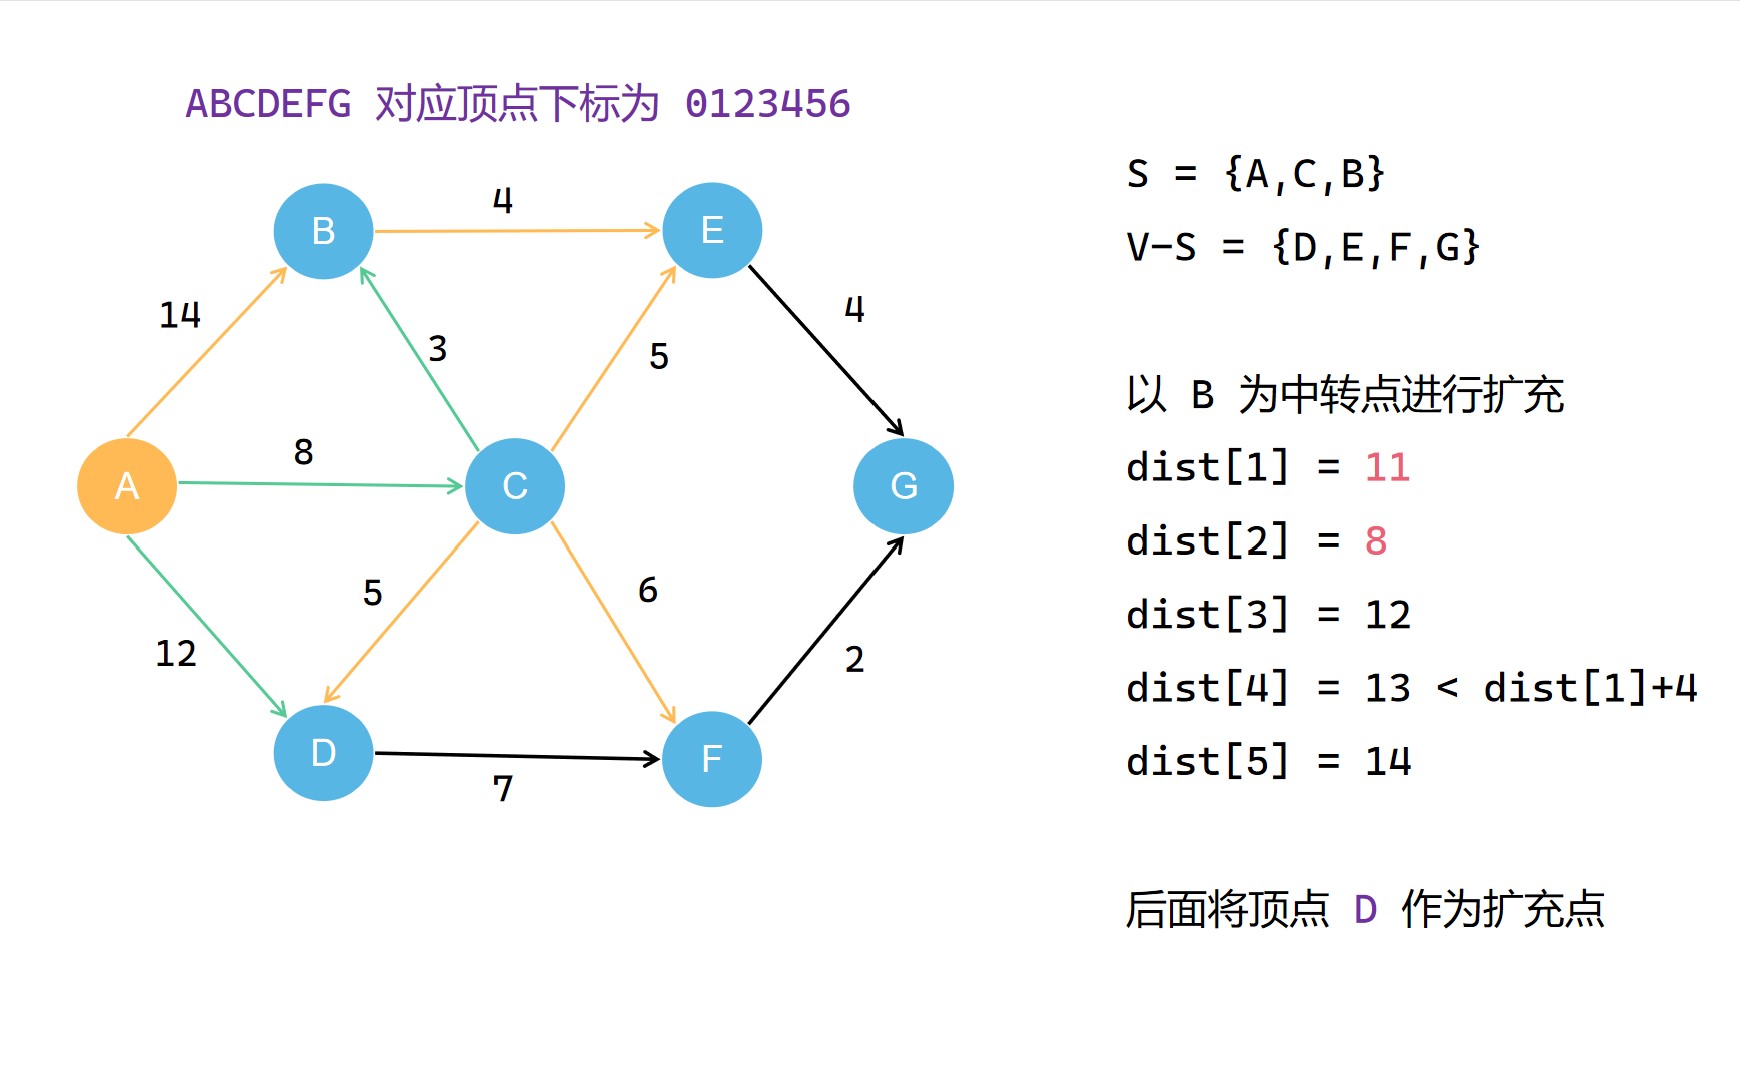 ABCDEFG 对应顶点下标为 0123456
S = {A,C,B}
V-S = {D,E,F,G}
B
4
E
14
3
5
4
以 B 为中转点进行扩充
A
8
C
G
dist[1] = 11
dist[2] = 8
5
6
12
2
dist[3] = 12
dist[4] = 13 < dist[1]+4
D
7
F
dist[5] = 14
后面将顶点 D 作为扩充点